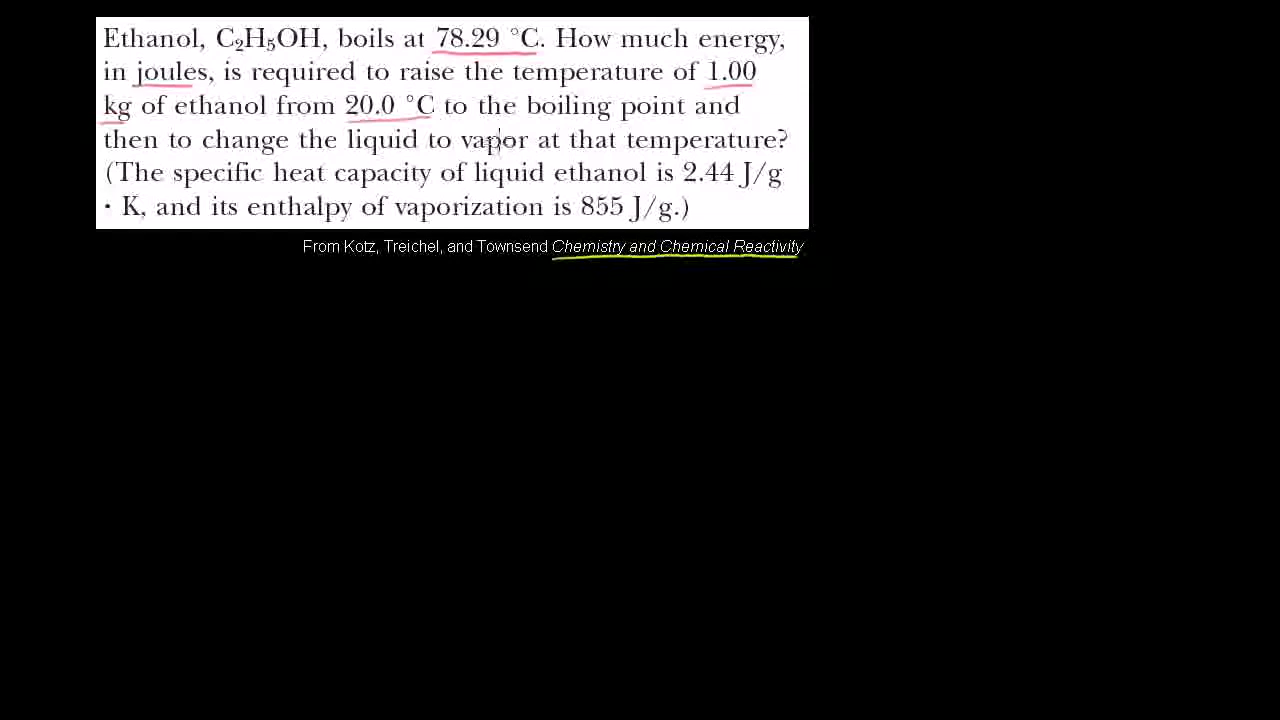 Ethanol, C₂H₅OH, boils at 78.29 °C. How much energy,
in joules, is required to raise the temperature of 1.00
kg of ethanol from 20.0 °C to the boiling point and
then to change the liquid to vapor at that temperature?
(The specific heat capacity of liquid ethanol is 2.44 J/g
· K, and its enthalpy of vaporization is 855 J/g.)
From Kotz, Treichel, and Townsend Chemistry and Chemical Reactivity